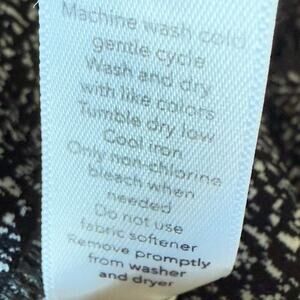 Machine wash cold
gentle cycle
Wash and dry
with like colors
Tumble dry low
Cool iron
Only non-chlorine
bleach when
needed
Do not use
fabric softener
Remove promptly
from washer
and dryer